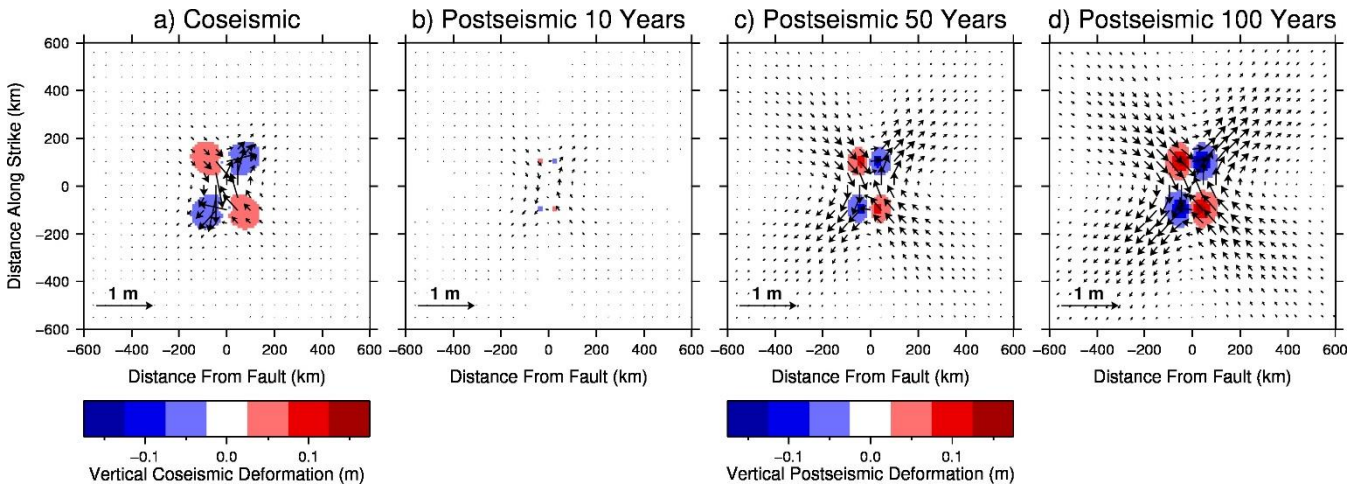 a) Coseismic
b) Postseismic 10 Years
c) Postseismic 50 Years
d) Postseismic 100 Years
600
400
200
0
−200
−400
−600
Distance Along Strike (km)
1 m
1 m
1 m
1 m
−600 −400 −200 0 200 400 600
−600 −400 −200 0 200 400 600
−600 −400 −200 0 200 400 600
−600 −400 −200 0 200 400 600
Distance From Fault (km)
Distance From Fault (km)
Distance From Fault (km)
Distance From Fault (km)
−0.1 0.0 0.1
Vertical Coseismic Deformation (m)
−0.1 0.0 0.1
Vertical Postseismic Deformation (m)